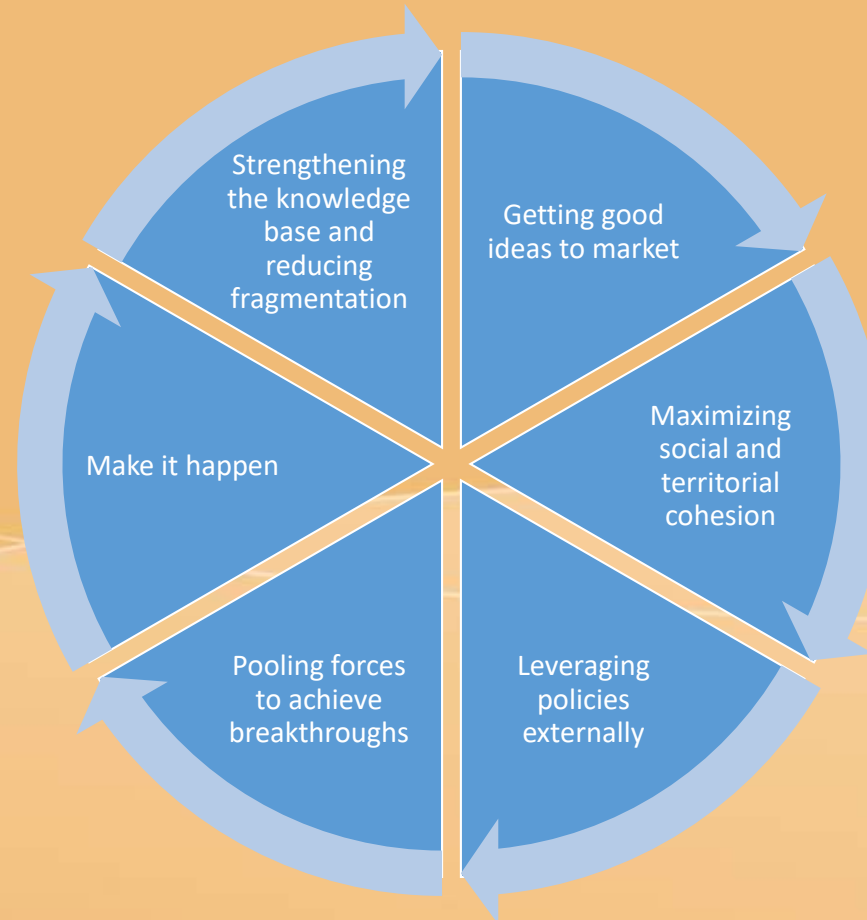 Strengthening
the knowledge
base and
reducing
fragmentation
Getting good
ideas to market
Maximizing
social and
territorial
cohesion
Leveraging
policies
externally
Pooling forces
to achieve
breakthroughs
Make it happen